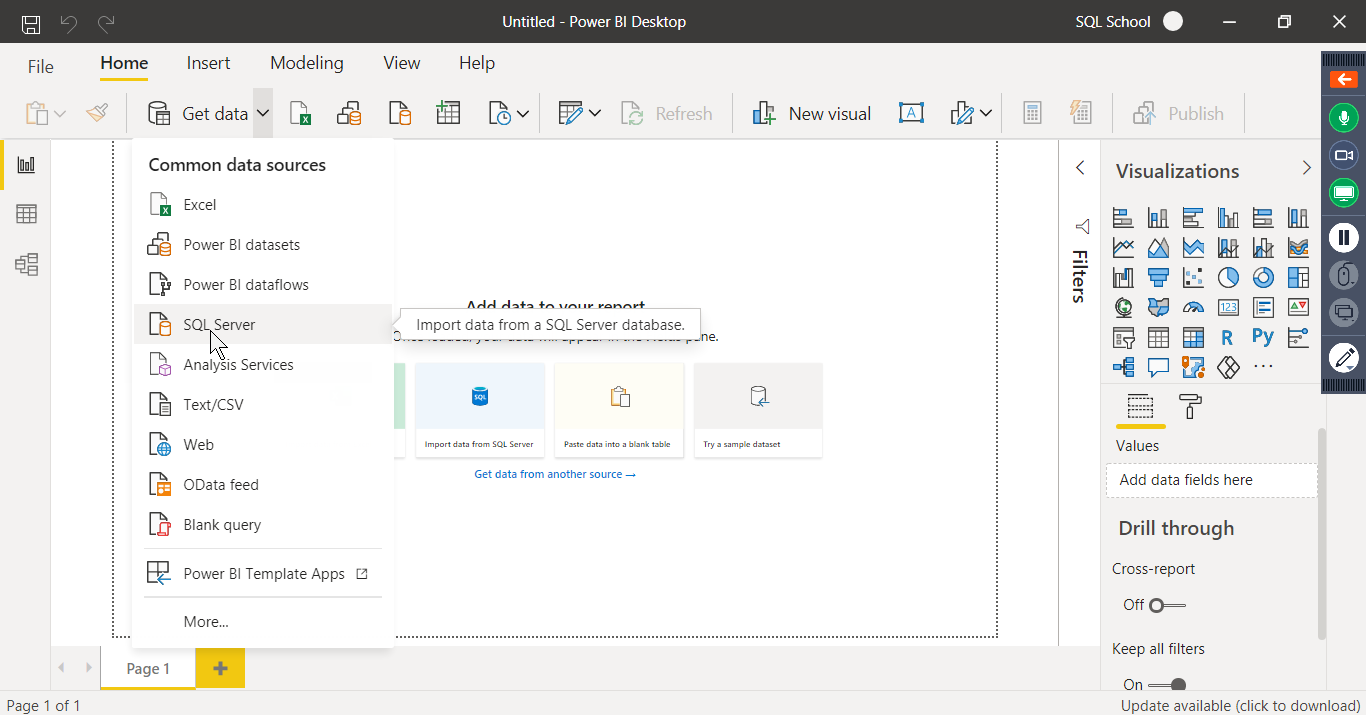 Untitled - Power BI Desktop
SQL School
File
Home
Insert
Modeling
View
Help
Get data
Refresh
New visual
Publish
Common data sources
Excel
Power BI datasets
Power BI dataflows
SQL Server
Analysis Services
Text/CSV
Web
OData feed
Blank query
Power BI Template Apps
More...
Add data to your report
Import data from a SQL Server database.
Once loaded, your data will appear in the Fields pane.
SQL
Import data from SQL Server
Paste data into a blank table
Try a sample dataset
Get data from another source →
Filters
Visualizations
123
R
Py
Values
Add data fields here
Drill through
Cross-report
Off
Keep all filters
On
Page 1
Page 1 of 1
Update available (click to download)